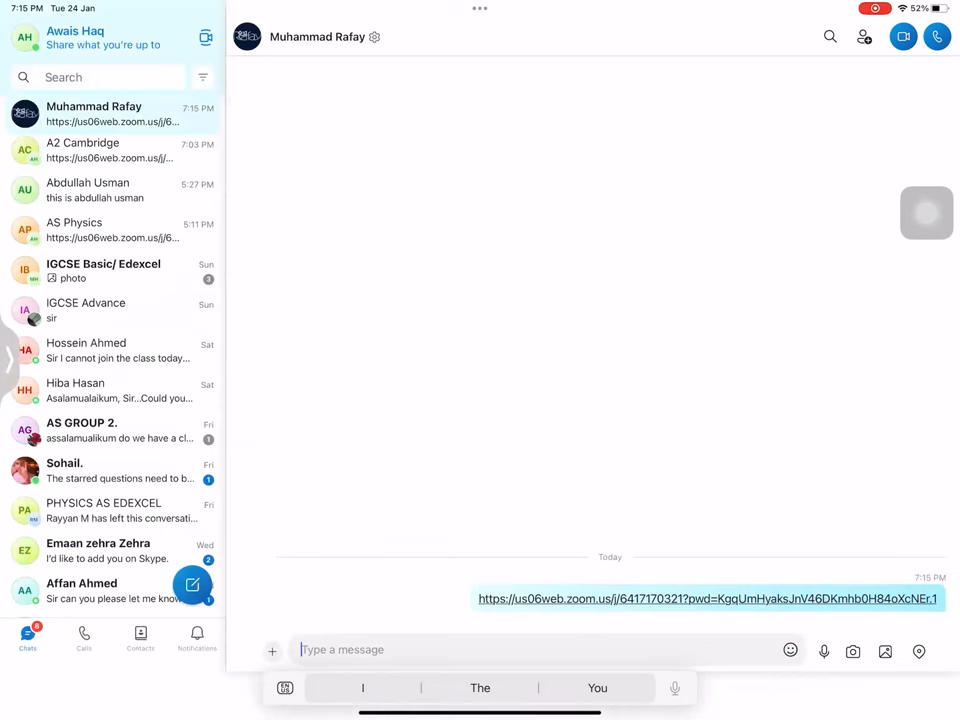 7:15 PM Tue 24 Jan
52%
AH
Awais Haq
Share what you're up to
Search
Muhammad Rafay
7:15 PM
https://us06web.zoom.us/j/6...
AC
AH
A2 Cambridge
7:03 PM
https://us06web.zoom.us/j/...
AU
Abdullah Usman
5:27 PM
this is abdullah usman
AP
AH
AS Physics
5:11 PM
https://us06web.zoom.us/j/6...
IB
MH
IGCSE Basic/ Edexcel
Sun
photo
3
IA
IGCSE Advance
Sun
sir
HA
Hossein Ahmed
Sat
Sir I cannot join the class today...
HH
Hiba Hasan
Sat
Asalamualaikum, Sir...Could you...
AG
AS GROUP 2.
Fri
assalamualikum do we have a cl...
1
Sohail.
Fri
The starred questions need to b...
1
PA
RM
PHYSICS AS EDEXCEL
Fri
Rayyan M has left this conversati...
EZ
Emaan zehra Zehra
Wed
I'd like to add you on Skype.
2
AA
Affan Ahmed
Sir can you please let me know
1
8
Chats
Calls
Contacts
Notifications
Muhammad Rafay
Today
7:15 PM
https://us06web.zoom.us/j/6417170321?pwd=KgqUmHyaksJnV46DKmhb0H84oXcNEr.1
Type a message
EN
US
I
The
You